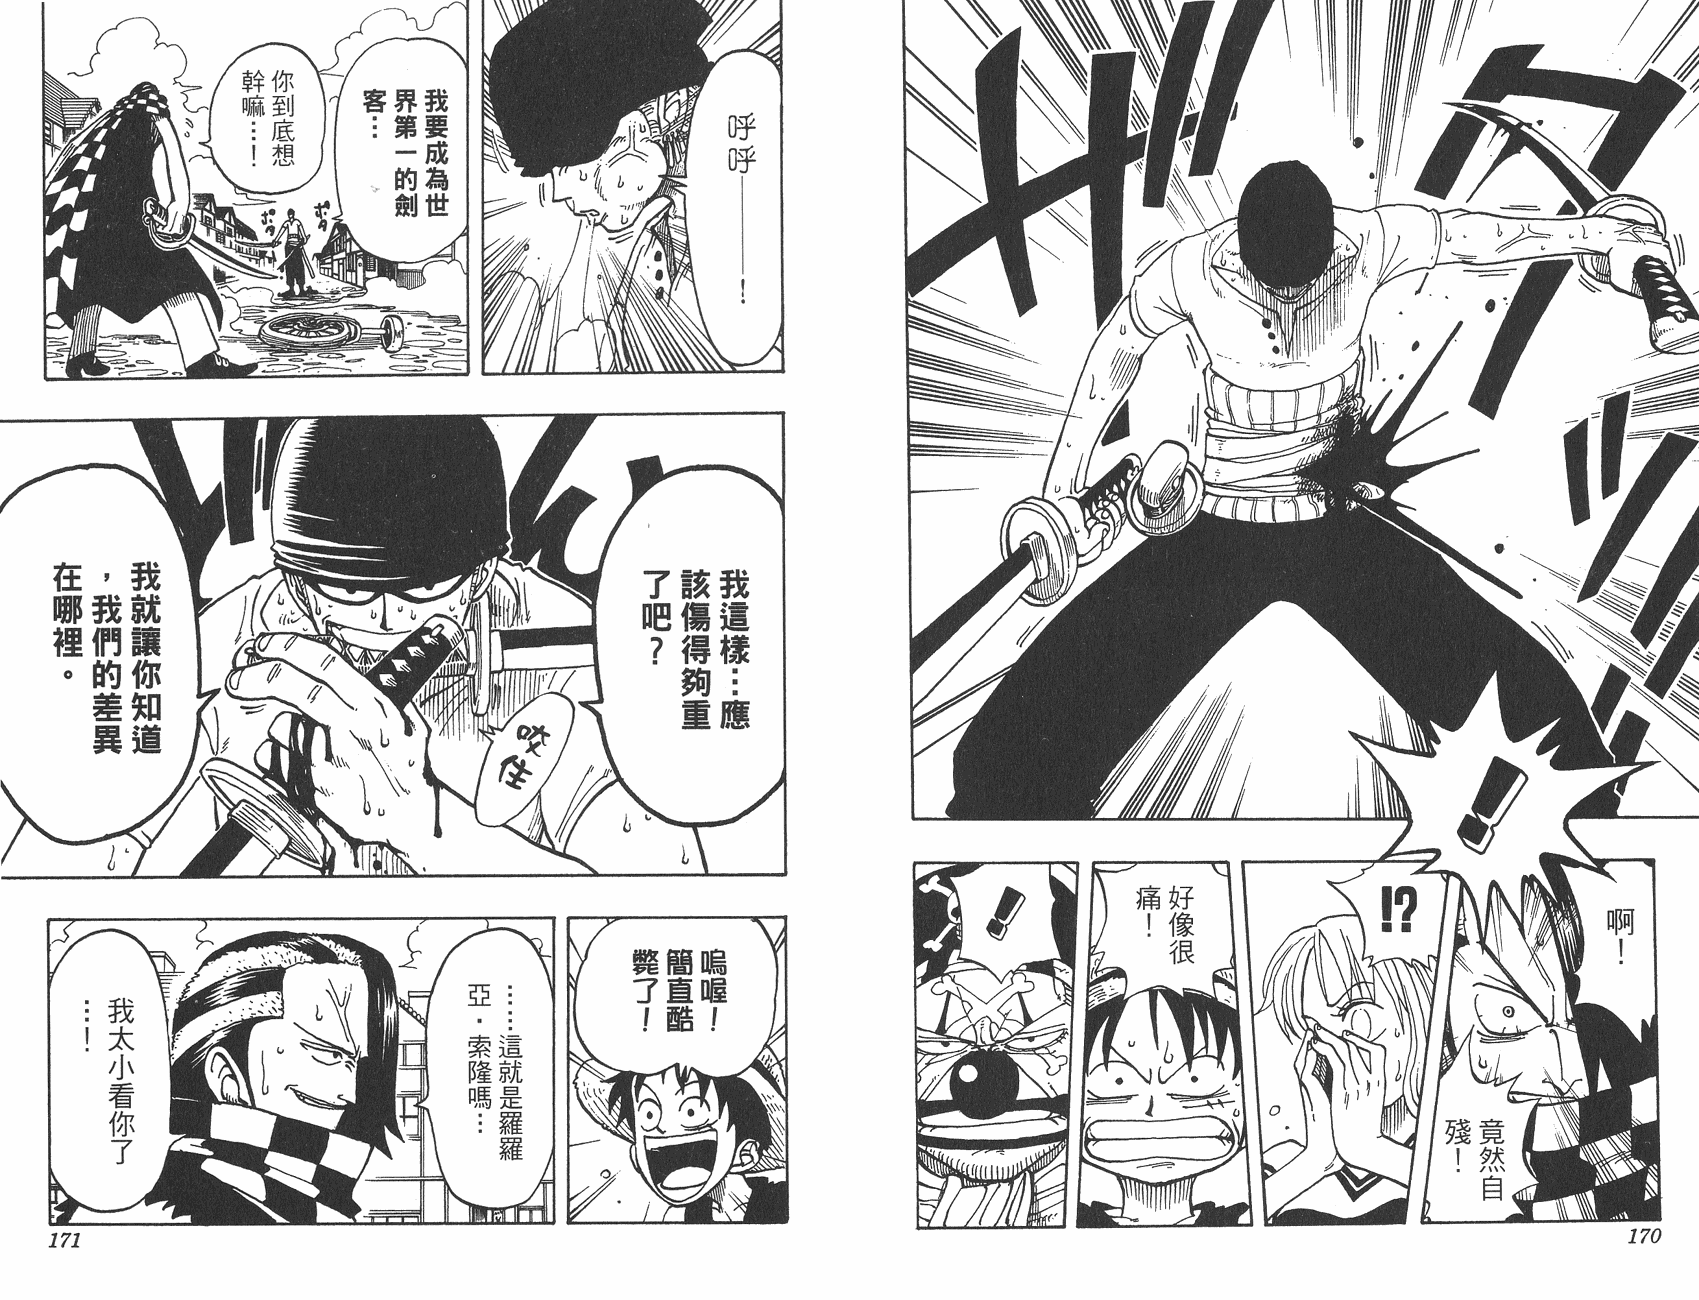 啊！
竟然自
殘！
!?
好像很
痛！
！
！
170
呼
呼——！
我要成為世
界第一的劍
客…
你到底想
幹嘛…！
ポタ
ポタ
我這樣…應
該傷得夠重
了吧？
咬住
我就讓你知道
，我們的差異
在哪裡。
嗚喔！
簡直酷
斃了！
……這就是羅羅
亞·索隆嗎…
我太小看你了
…！
171